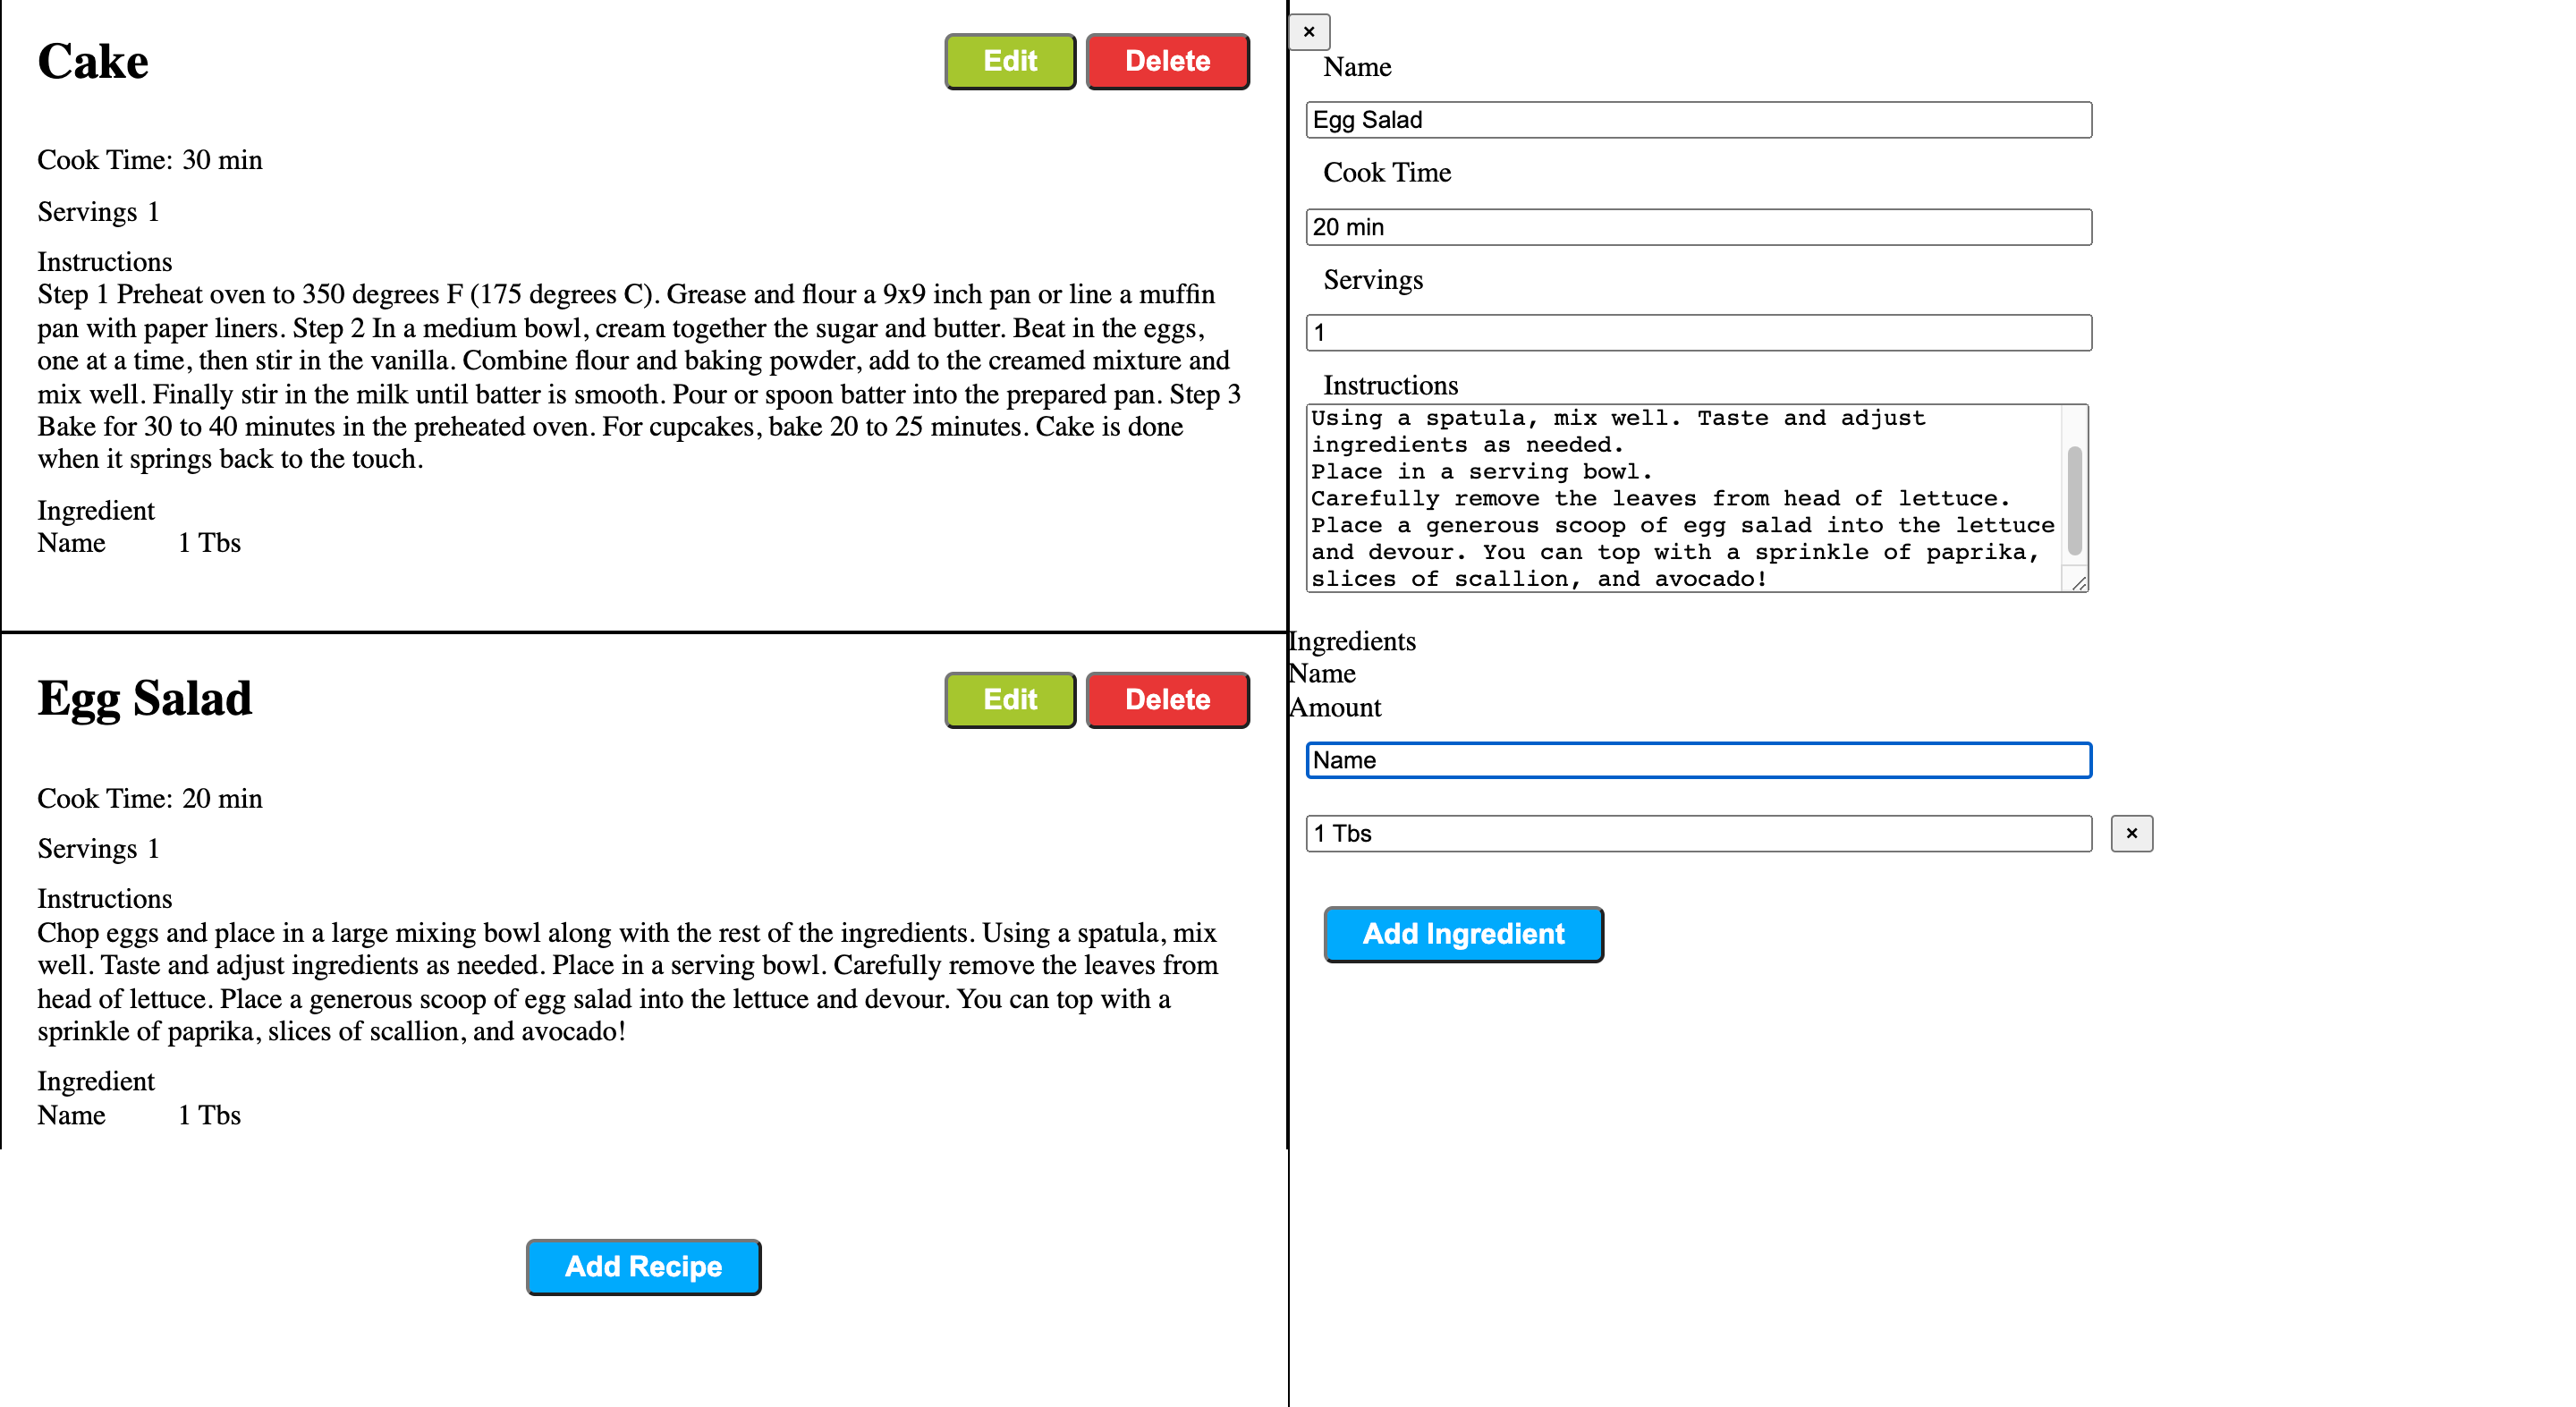 Cake
Edit
Delete
Cook Time: 30 min
Servings 1
Instructions
Step 1 Preheat oven to 350 degrees F (175 degrees C). Grease and flour a 9x9 inch pan or line a muffin
pan with paper liners. Step 2 In a medium bowl, cream together the sugar and butter. Beat in the eggs,
one at a time, then stir in the vanilla. Combine flour and baking powder, add to the creamed mixture and
mix well. Finally stir in the milk until batter is smooth. Pour or spoon batter into the prepared pan. Step 3
Bake for 30 to 40 minutes in the preheated oven. For cupcakes, bake 20 to 25 minutes. Cake is done
when it springs back to the touch.
Ingredient
Name 1 Tbs
Egg Salad
Edit
Delete
Cook Time: 20 min
Servings 1
Instructions
Chop eggs and place in a large mixing bowl along with the rest of the ingredients. Using a spatula, mix
well. Taste and adjust ingredients as needed. Place in a serving bowl. Carefully remove the leaves from
head of lettuce. Place a generous scoop of egg salad into the lettuce and devour. You can top with a
sprinkle of paprika, slices of scallion, and avocado!
Ingredient
Name 1 Tbs
Add Recipe
×
Name
Egg Salad
Cook Time
20 min
Servings
1
Instructions
Using a spatula, mix well. Taste and adjust
ingredients as needed.
Place in a serving bowl.
Carefully remove the leaves from head of lettuce.
Place a generous scoop of egg salad into the lettuce
and devour. You can top with a sprinkle of paprika,
slices of scallion, and avocado!
Ingredients
Name
Amount
Name
1 Tbs
×
Add Ingredient